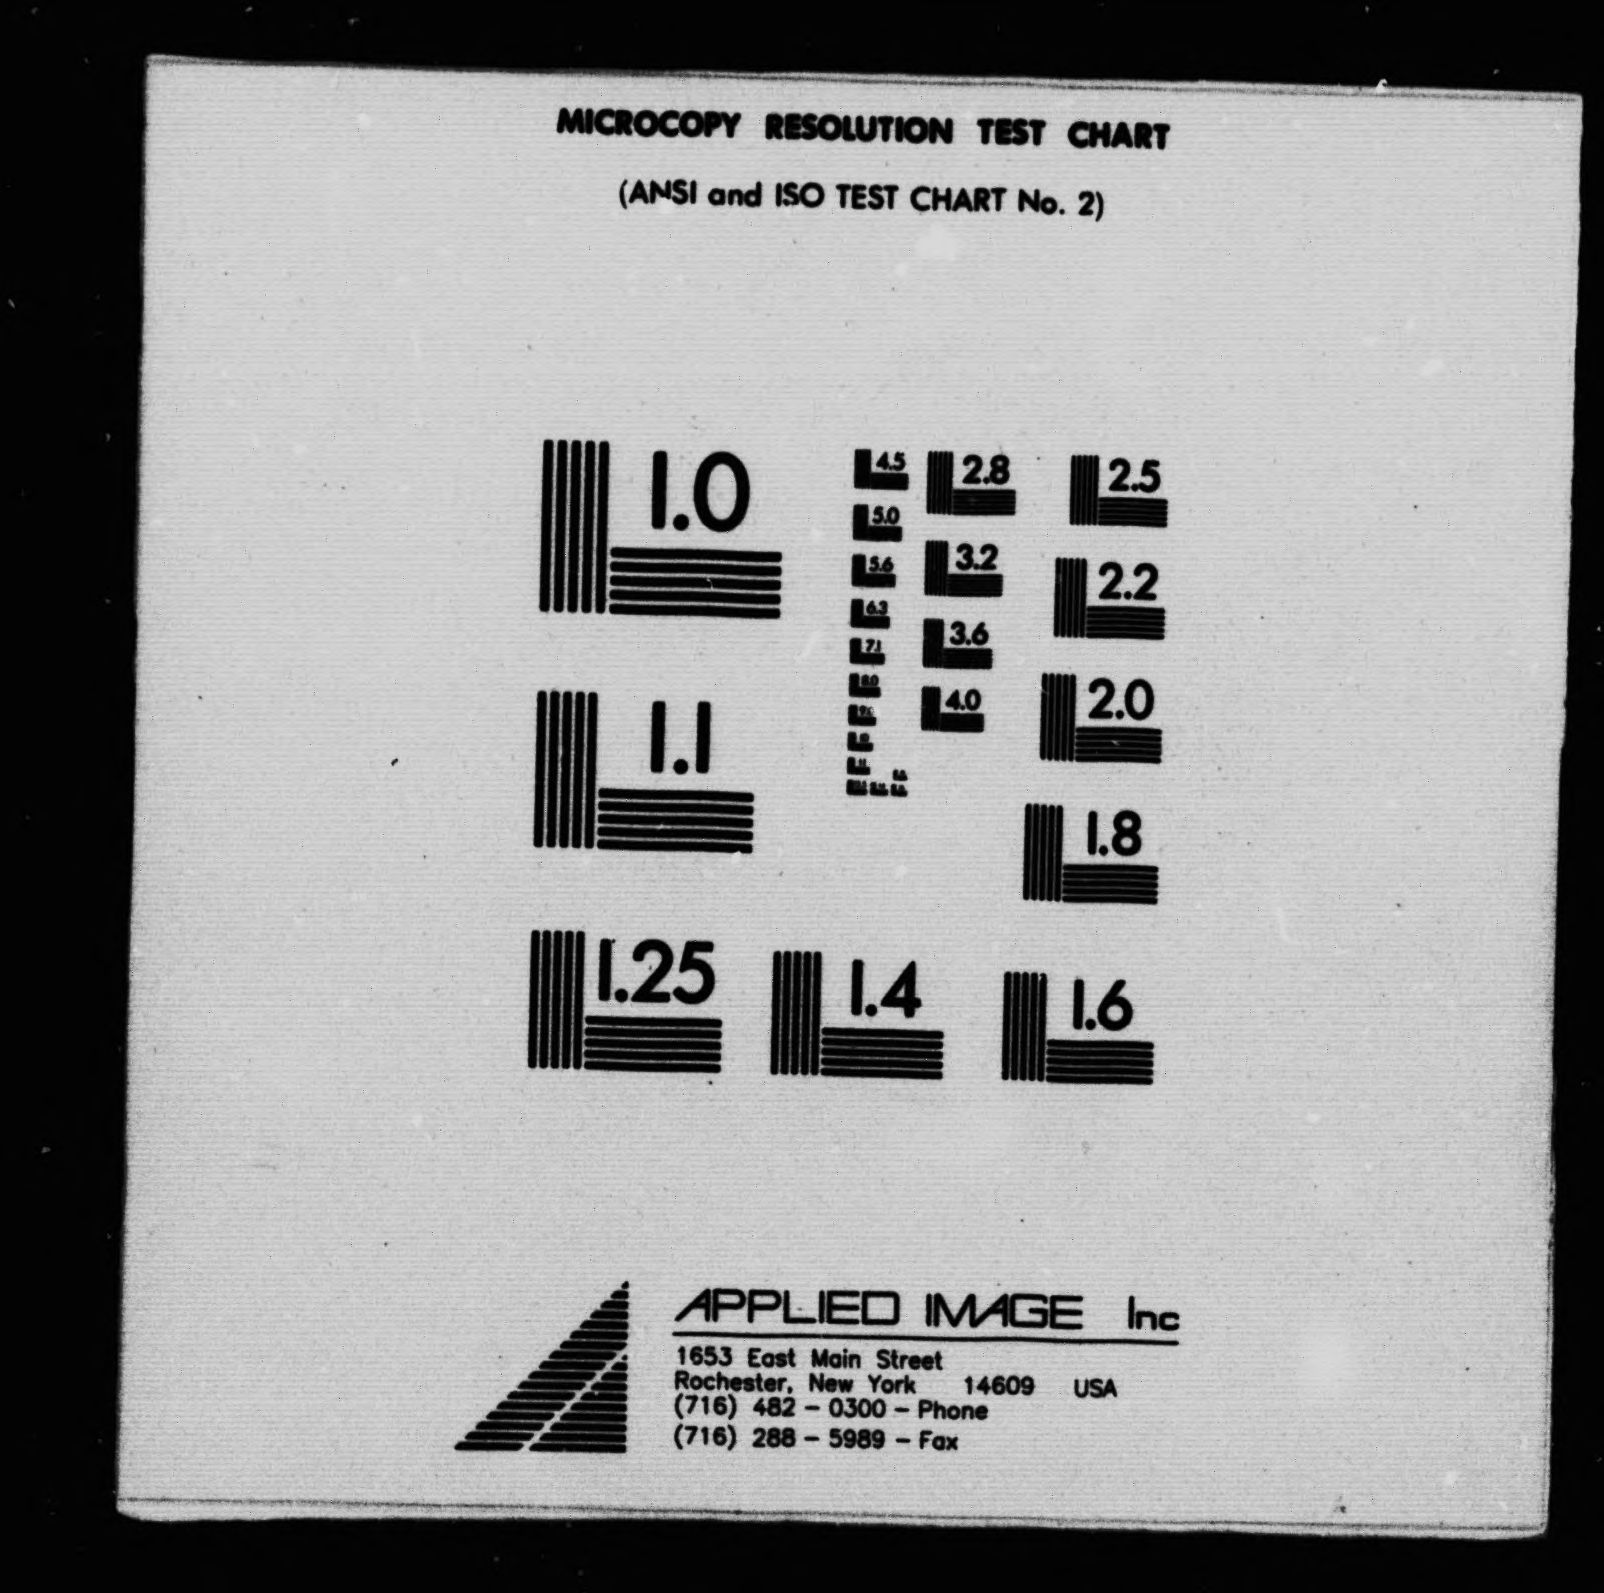 MICROCOPY RESOLUTION TEST CHART
(ANSI and ISO TEST CHART No. 2)
1.0
1.1
1.25
1.4
1.6
1.8
2.0
2.2
2.5
2.8
3.2
3.6
4.0
4.5
5.0
5.6
6.3
7.1
8.0
APPLIED IMAGE Inc
1653 East Main Street
Rochester, New York 14609 USA
(716) 482 - 0300 - Phone
(716) 288 - 5989 - Fax